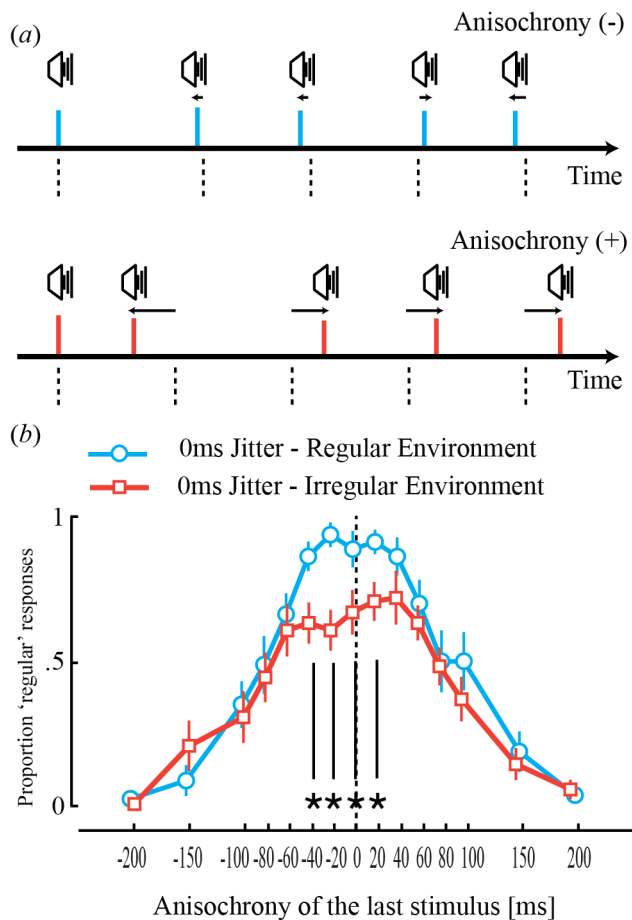 (a)
Anisochrony (-)
Time
Anisochrony (+)
Time
(b)
0ms Jitter - Regular Environment
0ms Jitter - Irregular Environment
Proportion ‘regular’ responses
1
.5
0
-200 -150 -100 -80 -60 -40 -20 0 20 40 60 80 100 150 200
Anisochrony of the last stimulus [ms]